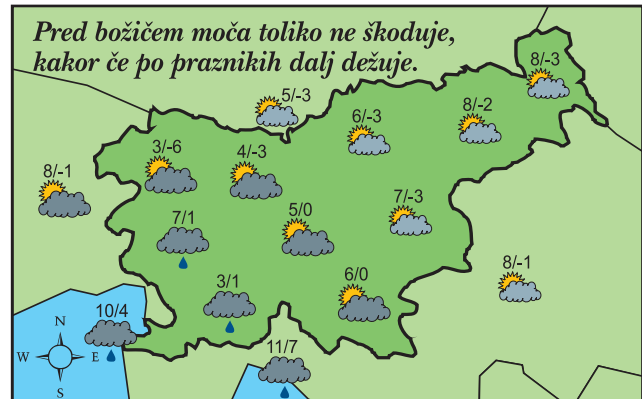 Pred božičem moča toliko ne škoduje,
kakor če po praznikih dalj dežuje.
8/-3
5/-3
8/-2
6/-3
3/-6
4/-3
8/-1
7/-3
7/1
5/0
8/-1
3/1
6/0
10/4
11/7
N
W
E
S